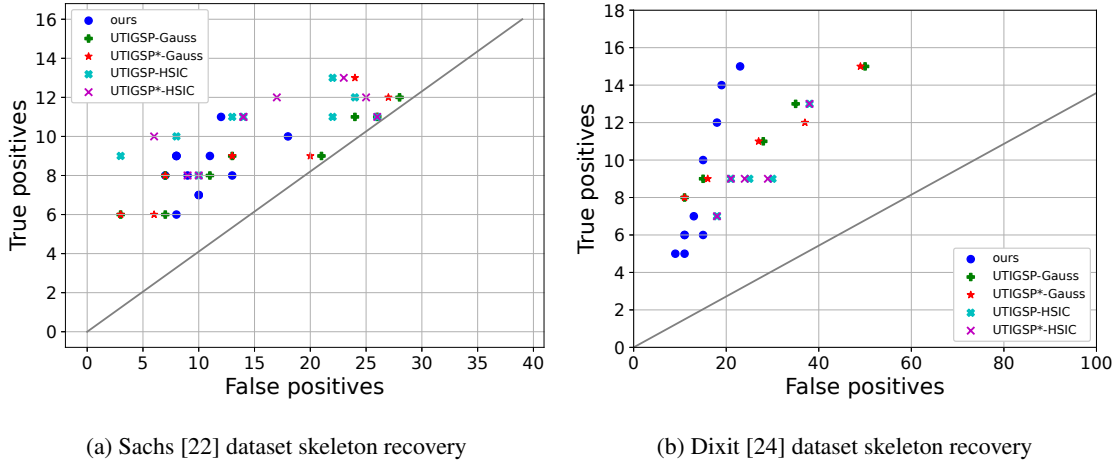 16
14
12
10
8
6
4
2
0
True positives
ours
UTIGSP-Gauss
UTIGSP*-Gauss
UTIGSP-HSIC
UTIGSP*-HSIC
0 5 10 15 20 25 30 35 40
False positives
(a) Sachs [22] dataset skeleton recovery
18
16
14
12
10
8
6
4
2
0
True positives
ours
UTIGSP-Gauss
UTIGSP*-Gauss
UTIGSP-HSIC
UTIGSP*-HSIC
0 20 40 60 80 100
False positives
(b) Dixit [24] dataset skeleton recovery